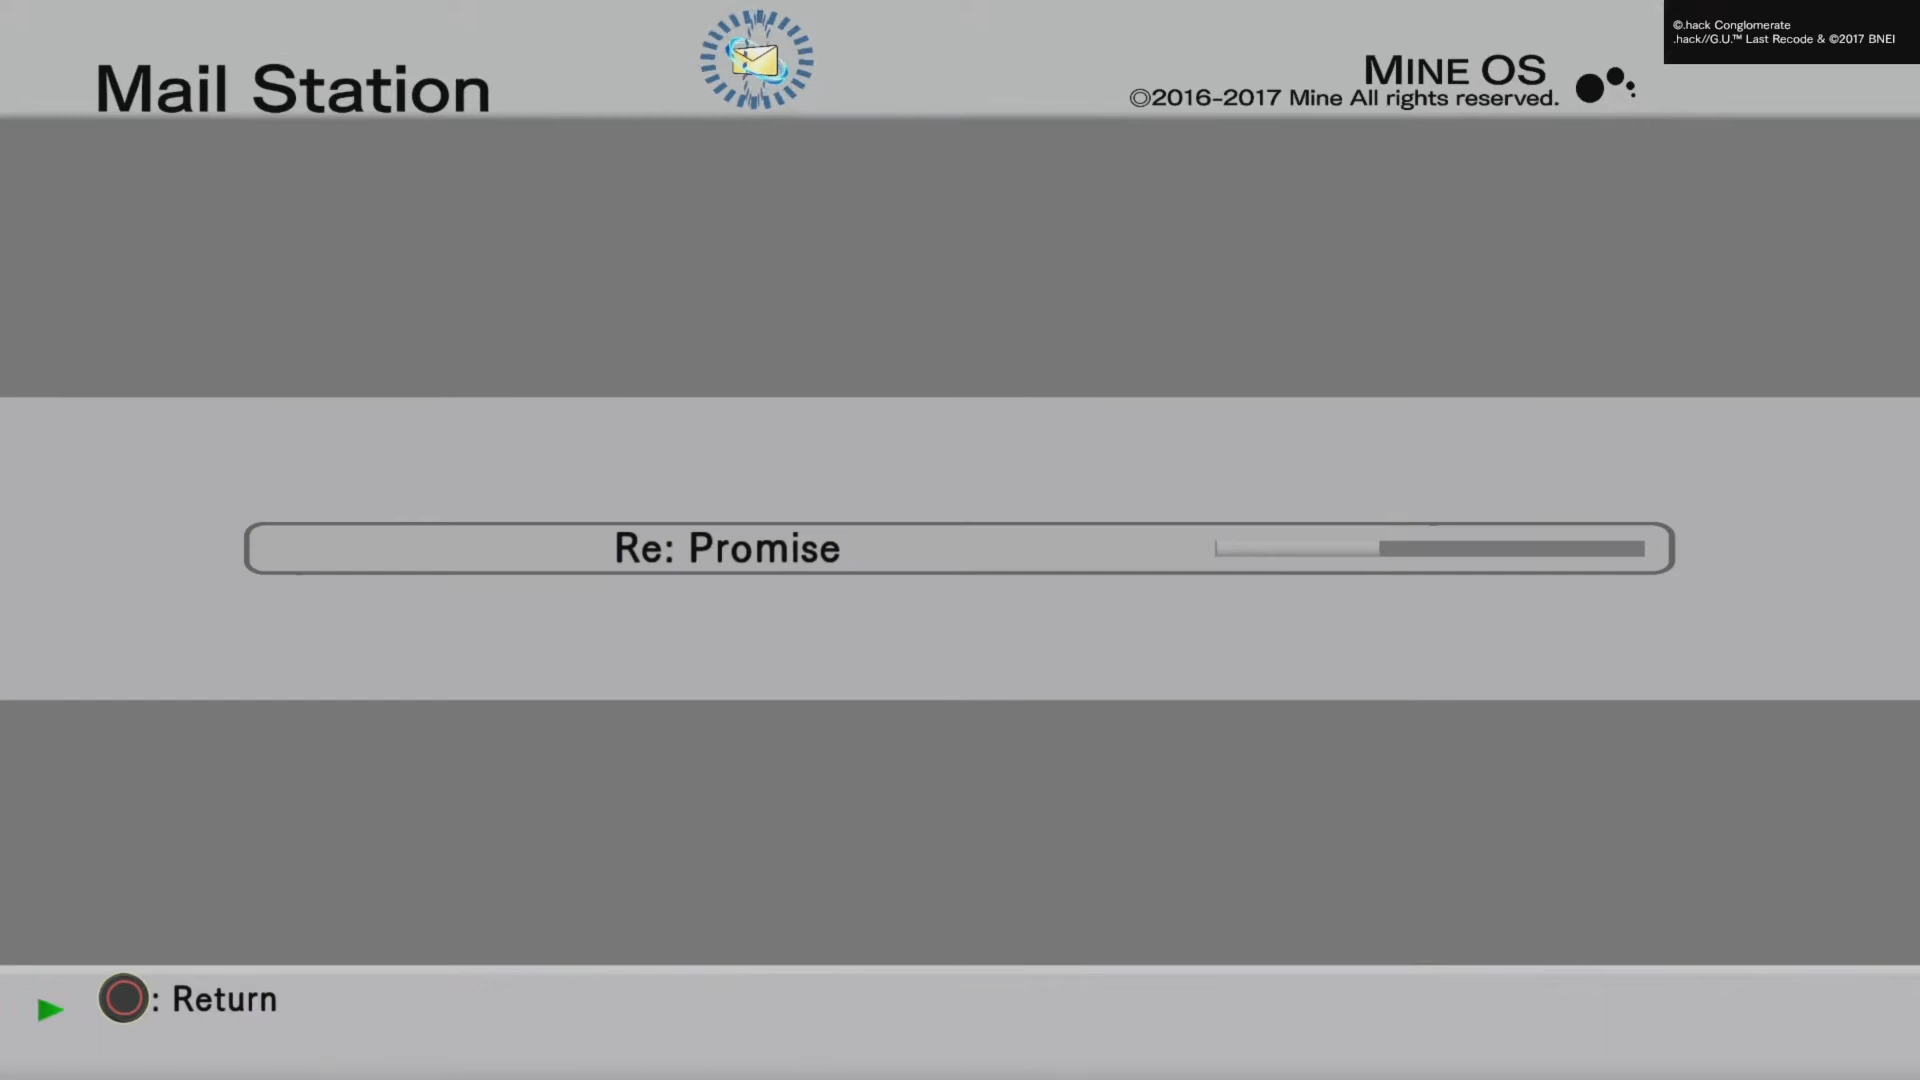 ©.hack Conglomerate
.hack//G.U.™ Last Recode & ©2017 BNEI
Mail Station
MINE OS
◎2016-2017 Mine All rights reserved.
Re: Promise
: Return